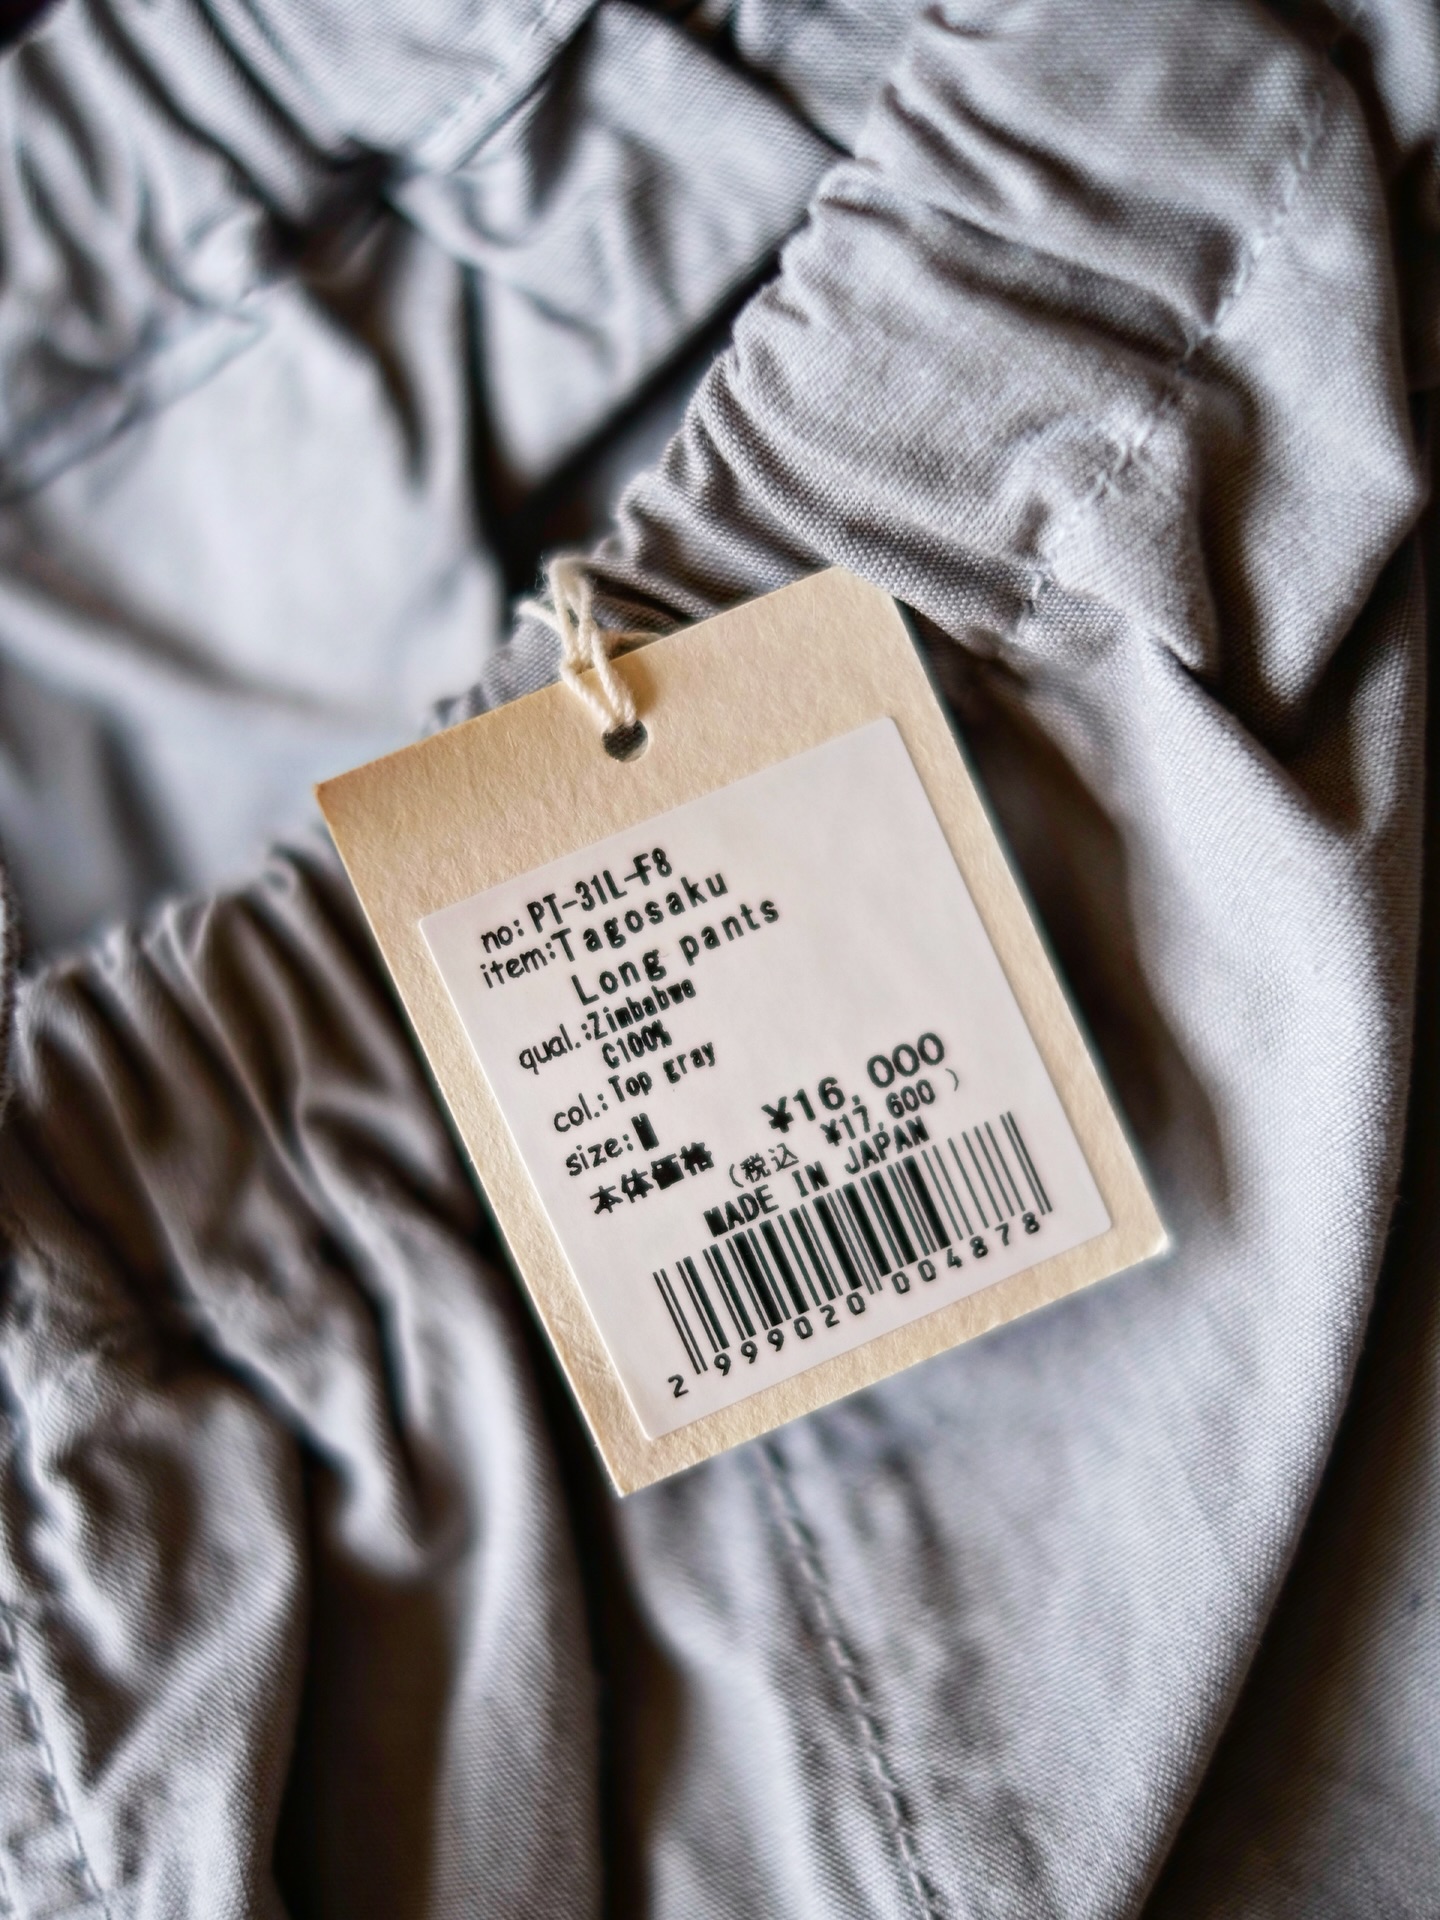 no: PT-31L-F8
item: Tagosaku
Long pants
qual.: Zimbabwe
C100%
col.: Top gray
size: M
本体価格 ¥16,000
(税込 ¥17,600 )
MADE IN JAPAN
2 999020 004878